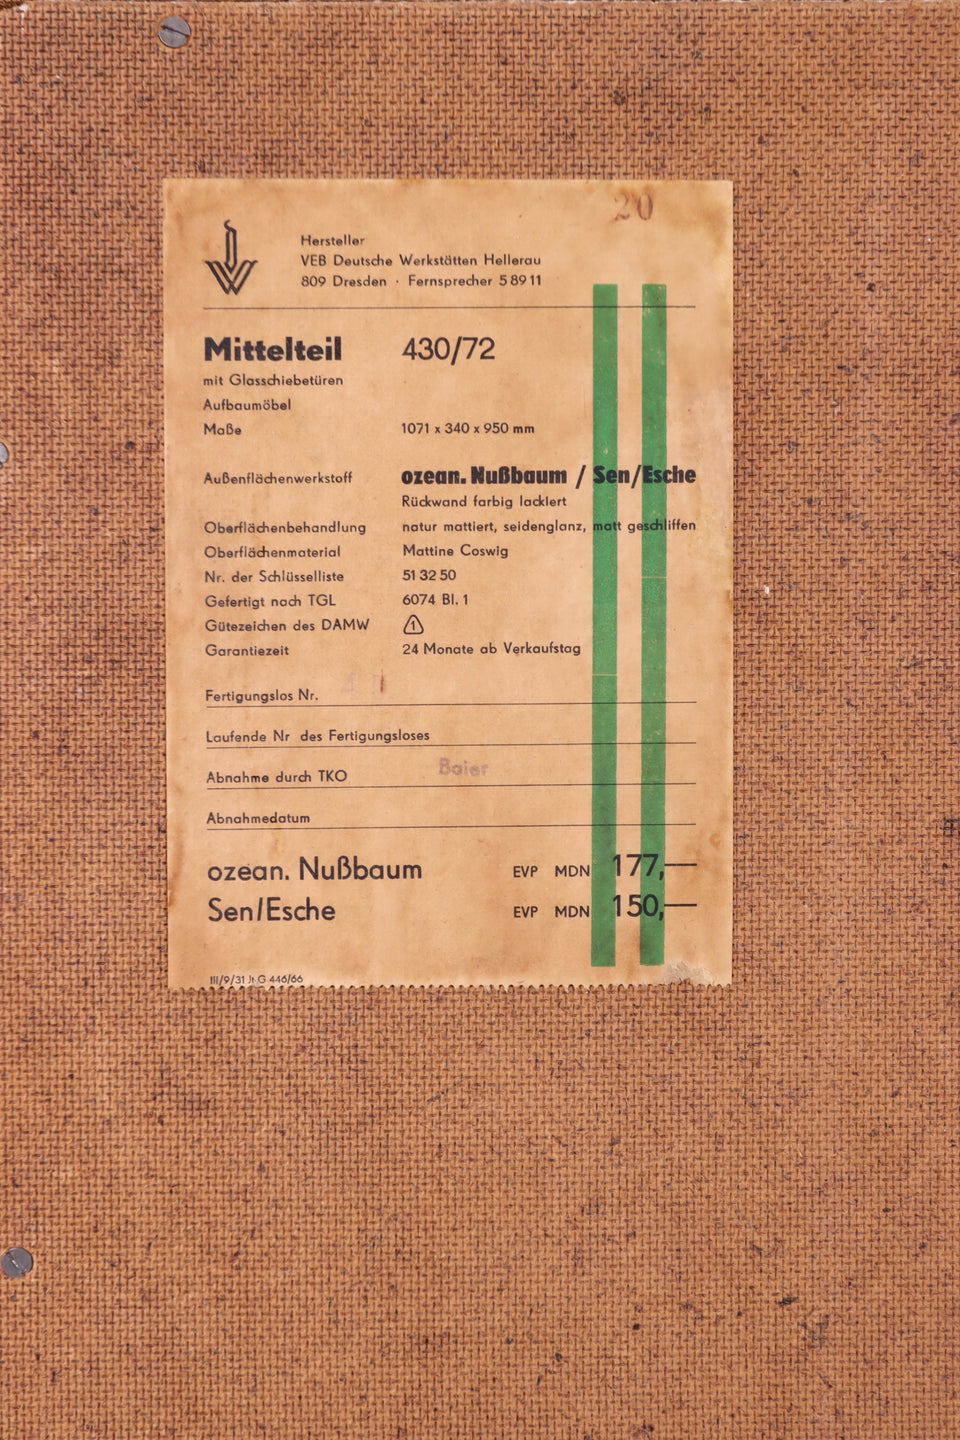 20
Hersteller
VEB Deutsche Werkstätten Hellerau
809 Dresden · Fernsprecher 5 89 11
Mittelteil 430/72
mit Glasschiebetüren
Aufbaumöbel
Maße 1071 x 340 x 950 mm
Außenflächenwerkstoff ozean. Nußbaum / Sen/Esche
Rückwand farbig lackiert
Oberflächenbehandlung natur mattiert, seidenglanz, matt geschliffen
Oberflächenmaterial Mattine Coswig
Nr. der Schlüsselliste 51 32 50
Gefertigt nach TGL 6074 Bl. 1
Gütezeichen des DAMW 1
Garantiezeit 24 Monate ab Verkaufstag
Fertigungslos Nr.
Laufende Nr des Fertigungsloses
Abnahme durch TKO Baier
Abnahmedatum
ozean. Nußbaum EVP MDN 177,—
Sen/Esche EVP MDN 150,—
III/9/31 Jt G 446/66